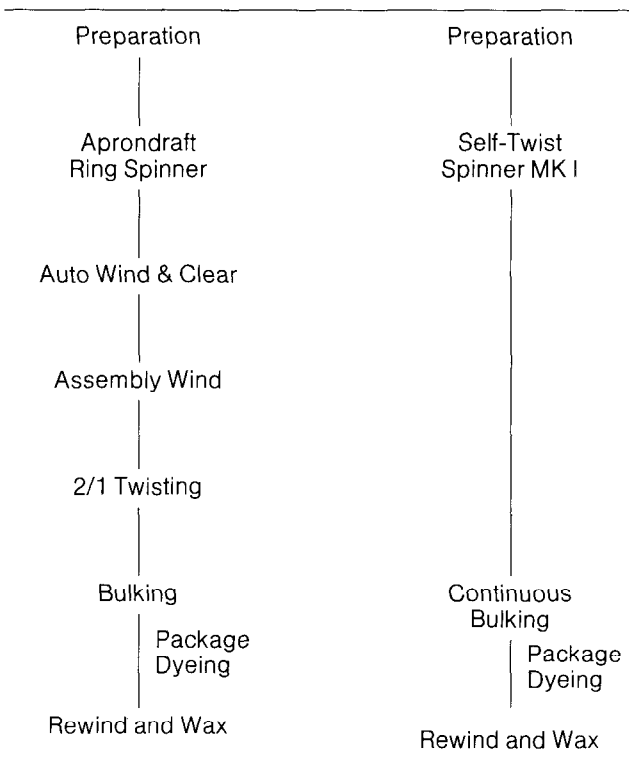 Preparation
Aprondraft
Ring Spinner
Auto Wind & Clear
Assembly Wind
2/1 Twisting
Bulking
Package
Dyeing
Rewind and Wax
Preparation
Self-Twist
Spinner MK I
Continuous
Bulking
Package
Dyeing
Rewind and Wax